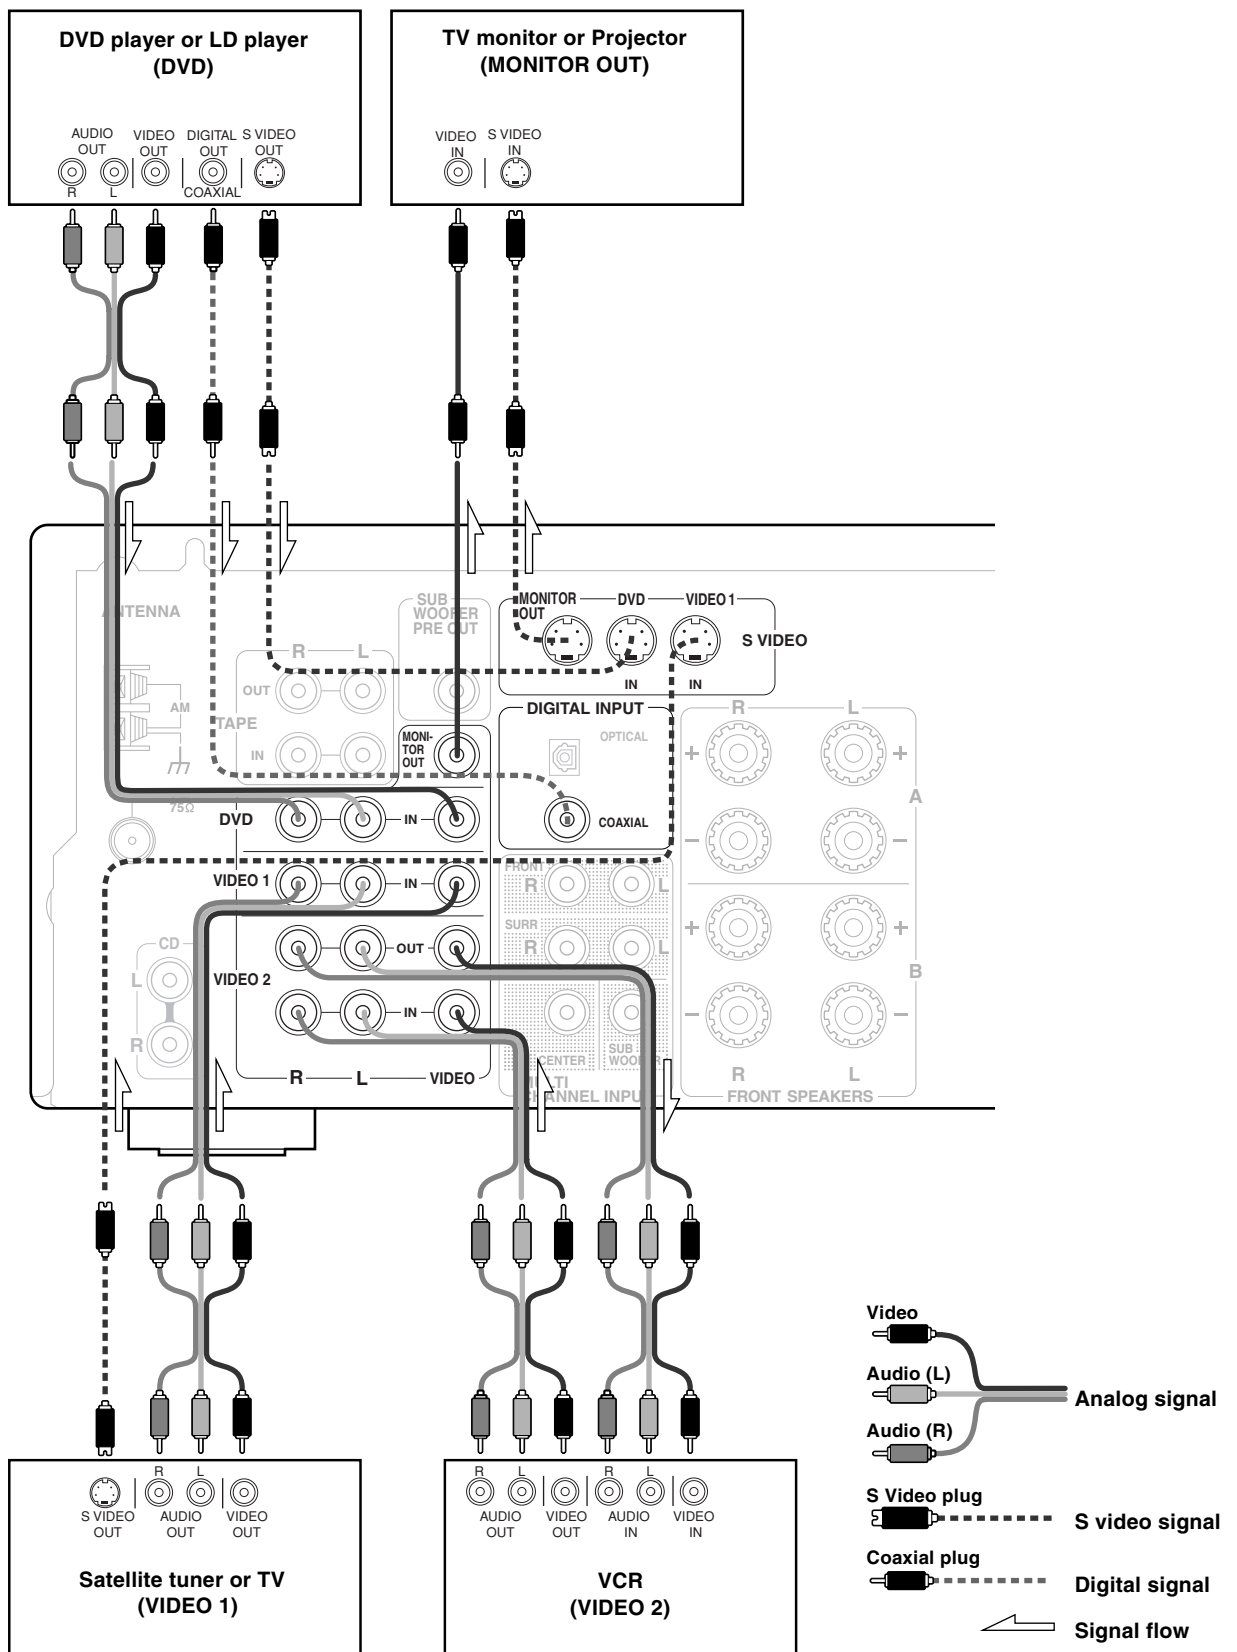 DVD player or LD player
(DVD)
AUDIO
OUT
VIDEO
OUT
DIGITAL
OUT
S VIDEO
OUT
R
L
COAXIAL
TV monitor or Projector
(MONITOR OUT)
VIDEO
IN
S VIDEO
IN
ANTENNA
AM
75Ω
SUB
WOOFER
PRE OUT
R
L
OUT
TAPE
IN
MONI-
TOR
OUT
MONITOR
OUT
DVD
VIDEO 1
S VIDEO
IN
IN
DIGITAL INPUT
OPTICAL
COAXIAL
R
L
+
+
A
–
–
+
+
B
–
–
R
L
FRONT SPEAKERS
DVD
IN
VIDEO 1
IN
OUT
VIDEO 2
IN
R
L
VIDEO
CD
L
R
FRONT
R
L
SURR
R
L
CENTER
SUB
WOOFER
MULTI
CHANNEL INPUT
S VIDEO
OUT
R
L
AUDIO
OUT
VIDEO
OUT
Satellite tuner or TV
(VIDEO 1)
R
L
AUDIO
OUT
VIDEO
OUT
R
L
AUDIO
IN
VIDEO
IN
VCR
(VIDEO 2)
Video
Audio (L)
Audio (R)
Analog signal
S Video plug
S video signal
Coaxial plug
Digital signal
Signal flow